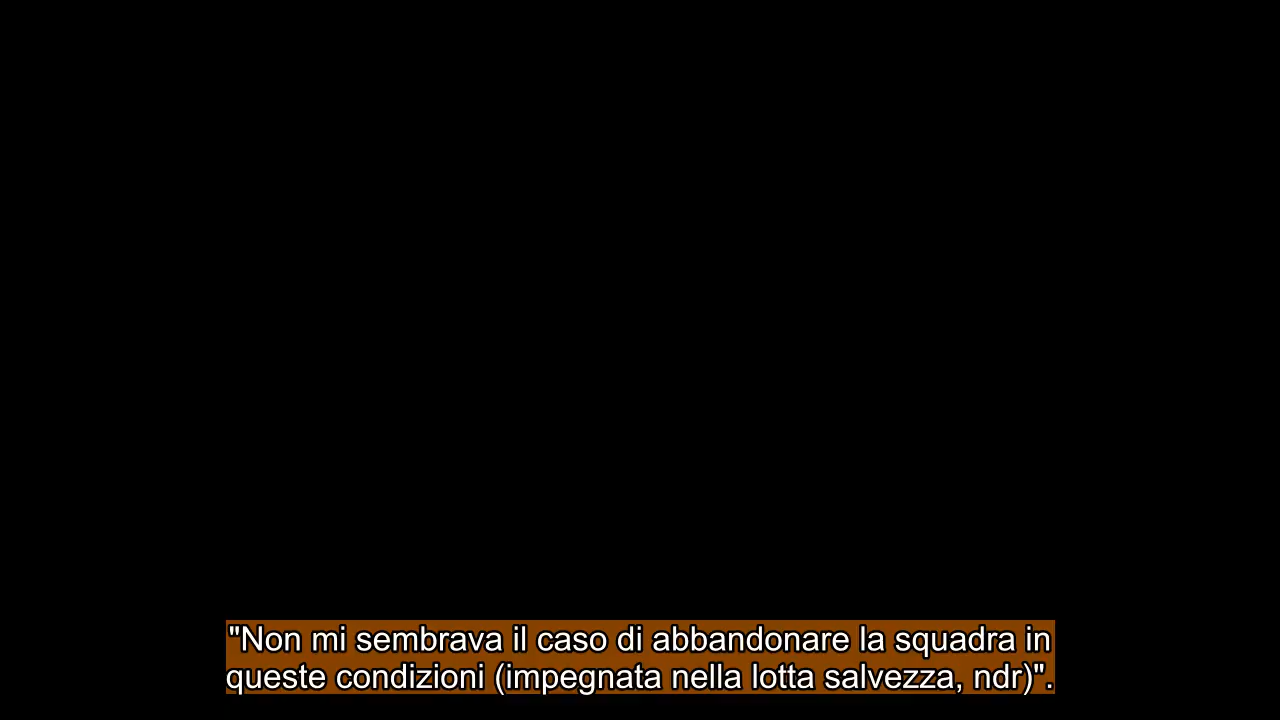 "Non mi sembrava il caso di abbandonare la squadra in
queste condizioni (impegnata nella lotta salvezza, ndr)".